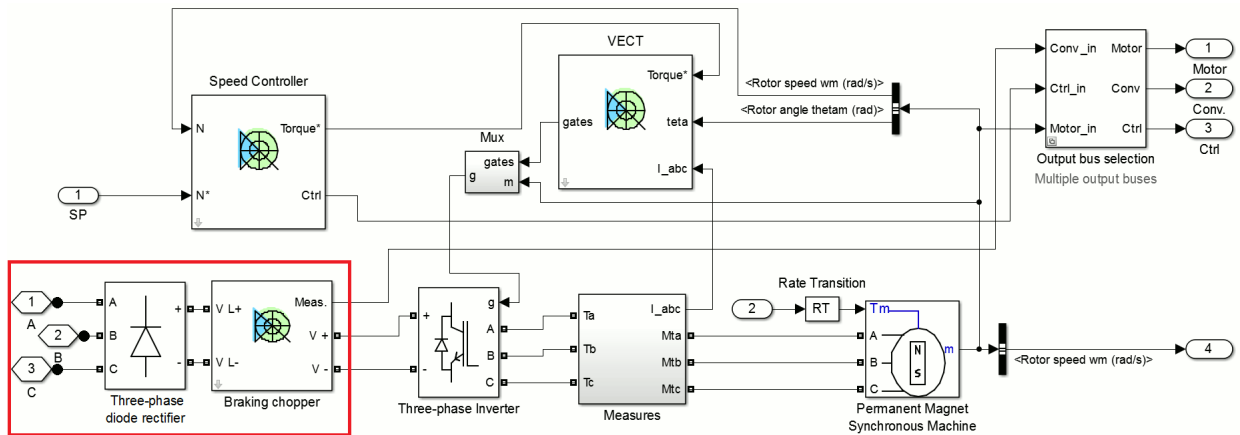 VECT
Speed Controller
N
N*
Torque*
Ctrl
1
SP
Mux
gates
g
m
gates
Torque*
teta
I_abc
<Rotor speed wm (rad/s)>
<Rotor angle thetam (rad)>
Conv_in
Ctrl_in
Motor_in
Motor
Conv
Ctrl
Output bus selection
Multiple output buses
1
Motor
2
Conv.
3
Ctrl
1
A
2
B
3
C
A
B
C
+
-
Three-phase
diode rectifier
V L+
V L-
Meas.
V +
V -
Braking chopper
+
-
g
A
B
C
Three-phase Inverter
Ta
Tb
Tc
I_abc
Mta
Mtb
Mtc
Measures
2
Rate Transition
RT
Tm
A
B
C
N
S
m
Permanent Magnet
Synchronous Machine
<Rotor speed wm (rad/s)>
4